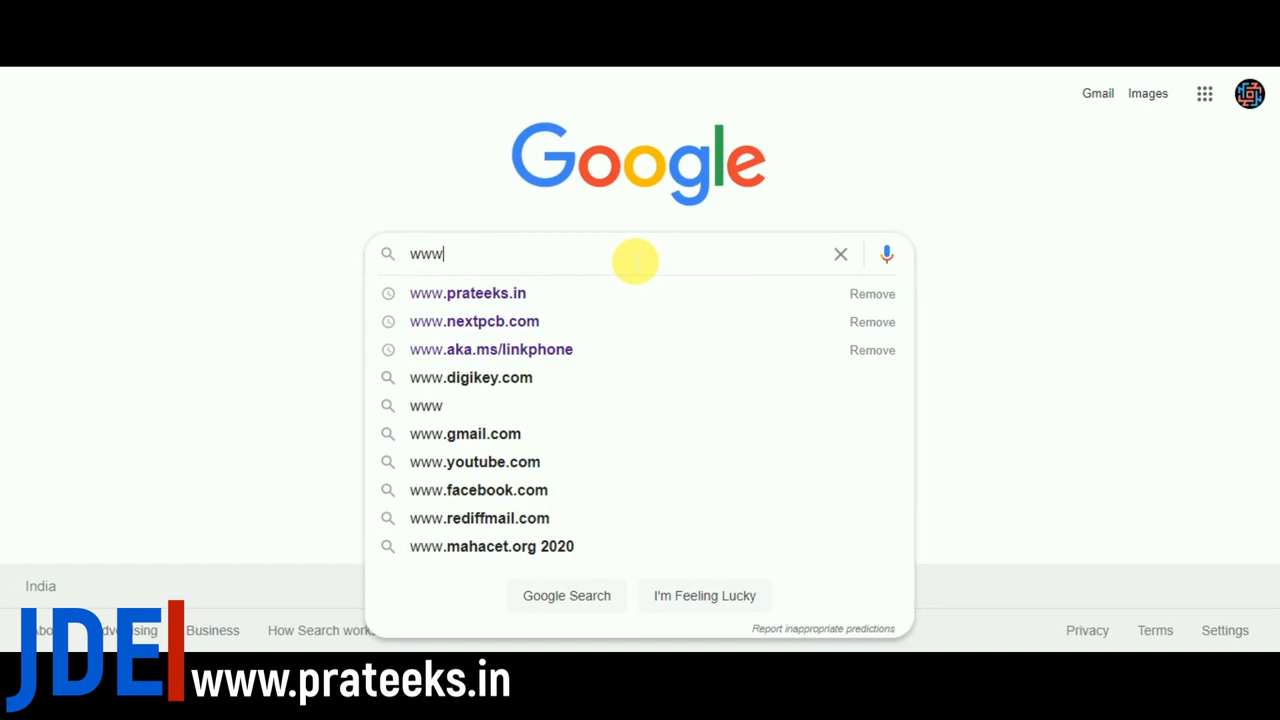 Gmail Images
Google
www
www.prateeks.in Remove
www.nextpcb.com Remove
www.aka.ms/linkphone Remove
www.digikey.com
www
www.gmail.com
www.youtube.com
www.facebook.com
www.rediffmail.com
www.mahacet.org 2020
Google Search I'm Feeling Lucky
Report inappropriate predictions
India
Business How Search work Privacy Terms Settings
JDE
www.prateeks.in